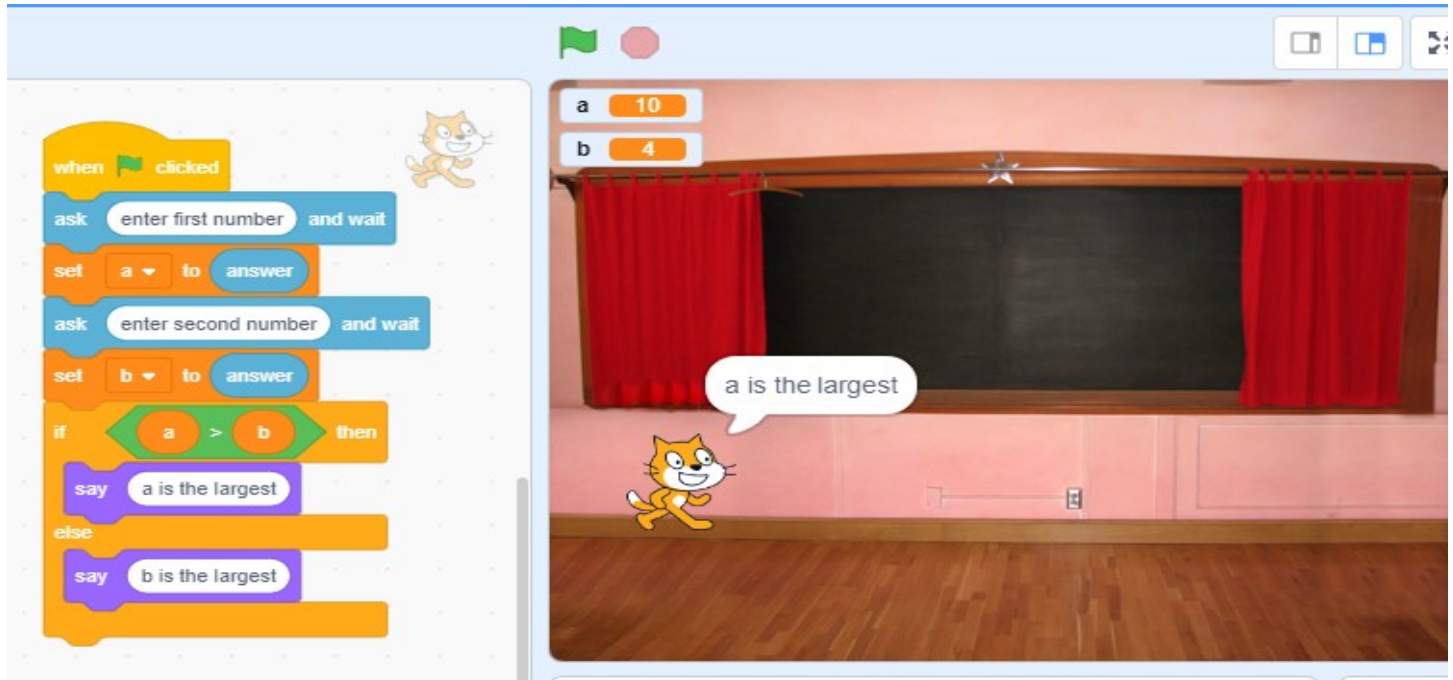 when clicked
ask enter first number and wait
set a to answer
ask enter second number and wait
set b to answer
if a > b then
say a is the largest
else
say b is the largest
a 10
b 4
a is the largest